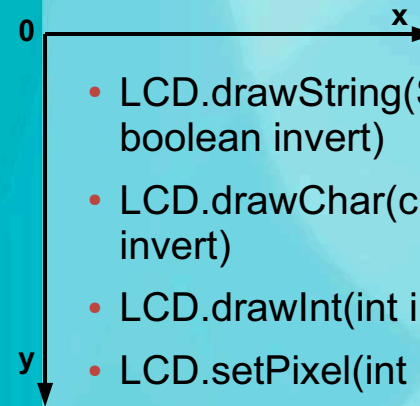 x
0
• LCD.drawString(
boolean invert)
• LCD.drawChar(c
invert)
• LCD.drawInt(int i
• LCD.setPixel(int
y